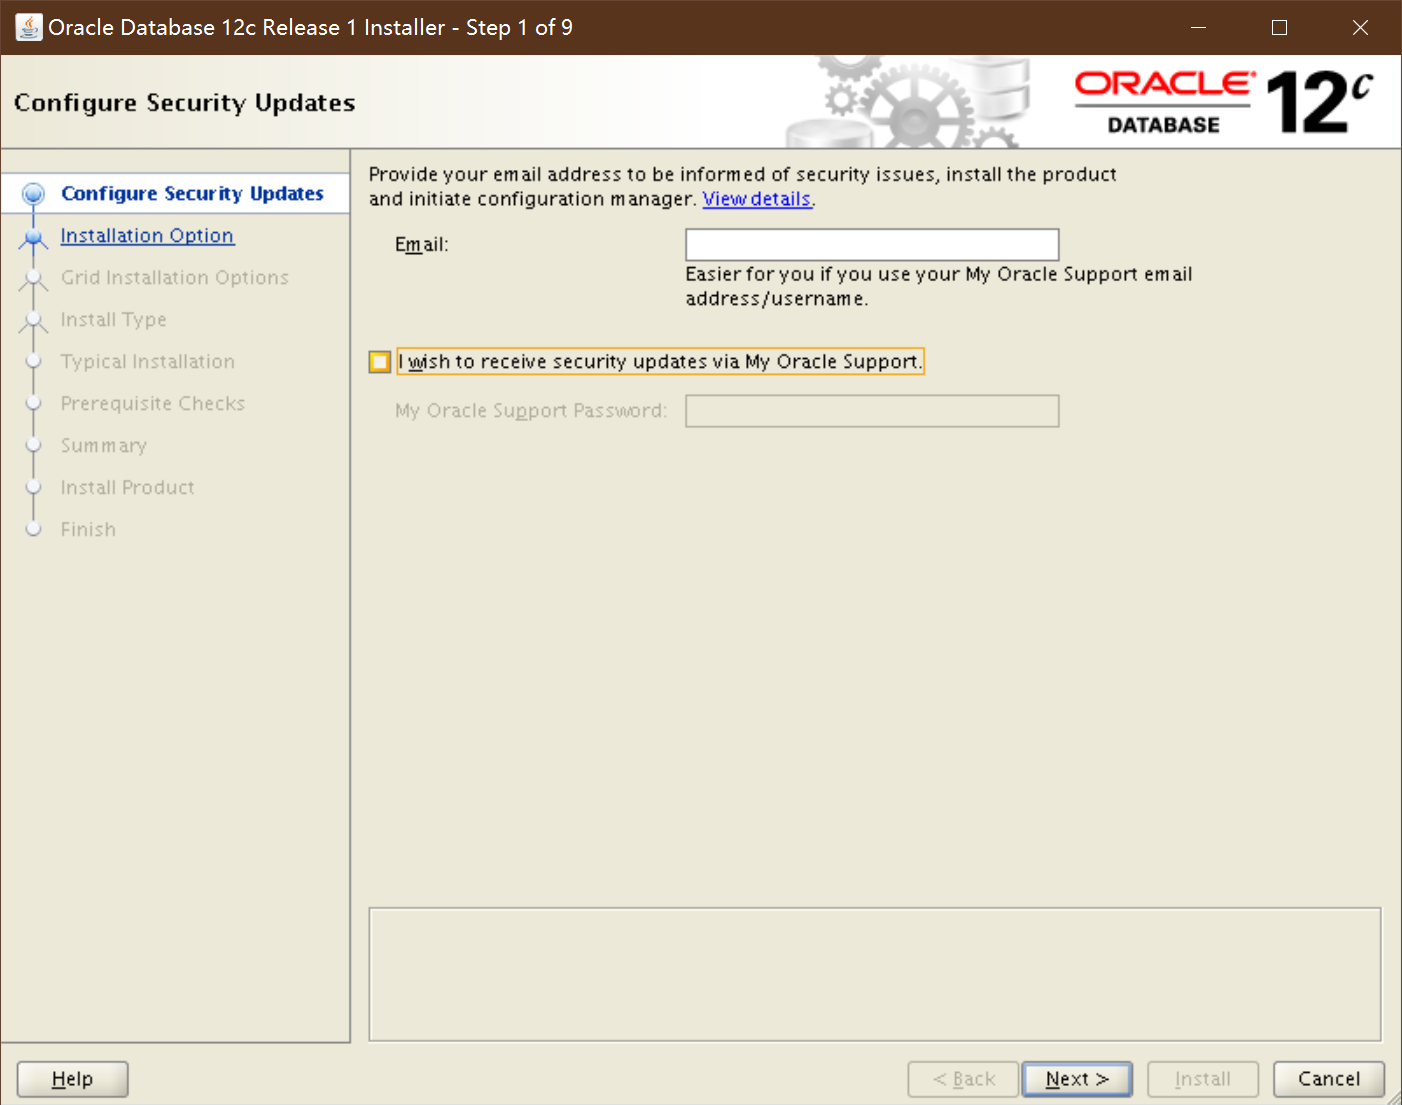 Oracle Database 12c Release 1 Installer - Step 1 of 9
Configure Security Updates
ORACLE
DATABASE
12c
Configure Security Updates
Installation Option
Grid Installation Options
Install Type
Typical Installation
Prerequisite Checks
Summary
Install Product
Finish
Provide your email address to be informed of security issues, install the product
and initiate configuration manager. View details.
Email:
Easier for you if you use your My Oracle Support email
address/username.
I wish to receive security updates via My Oracle Support.
My Oracle Support Password:
Help
< Back
Next >
Install
Cancel